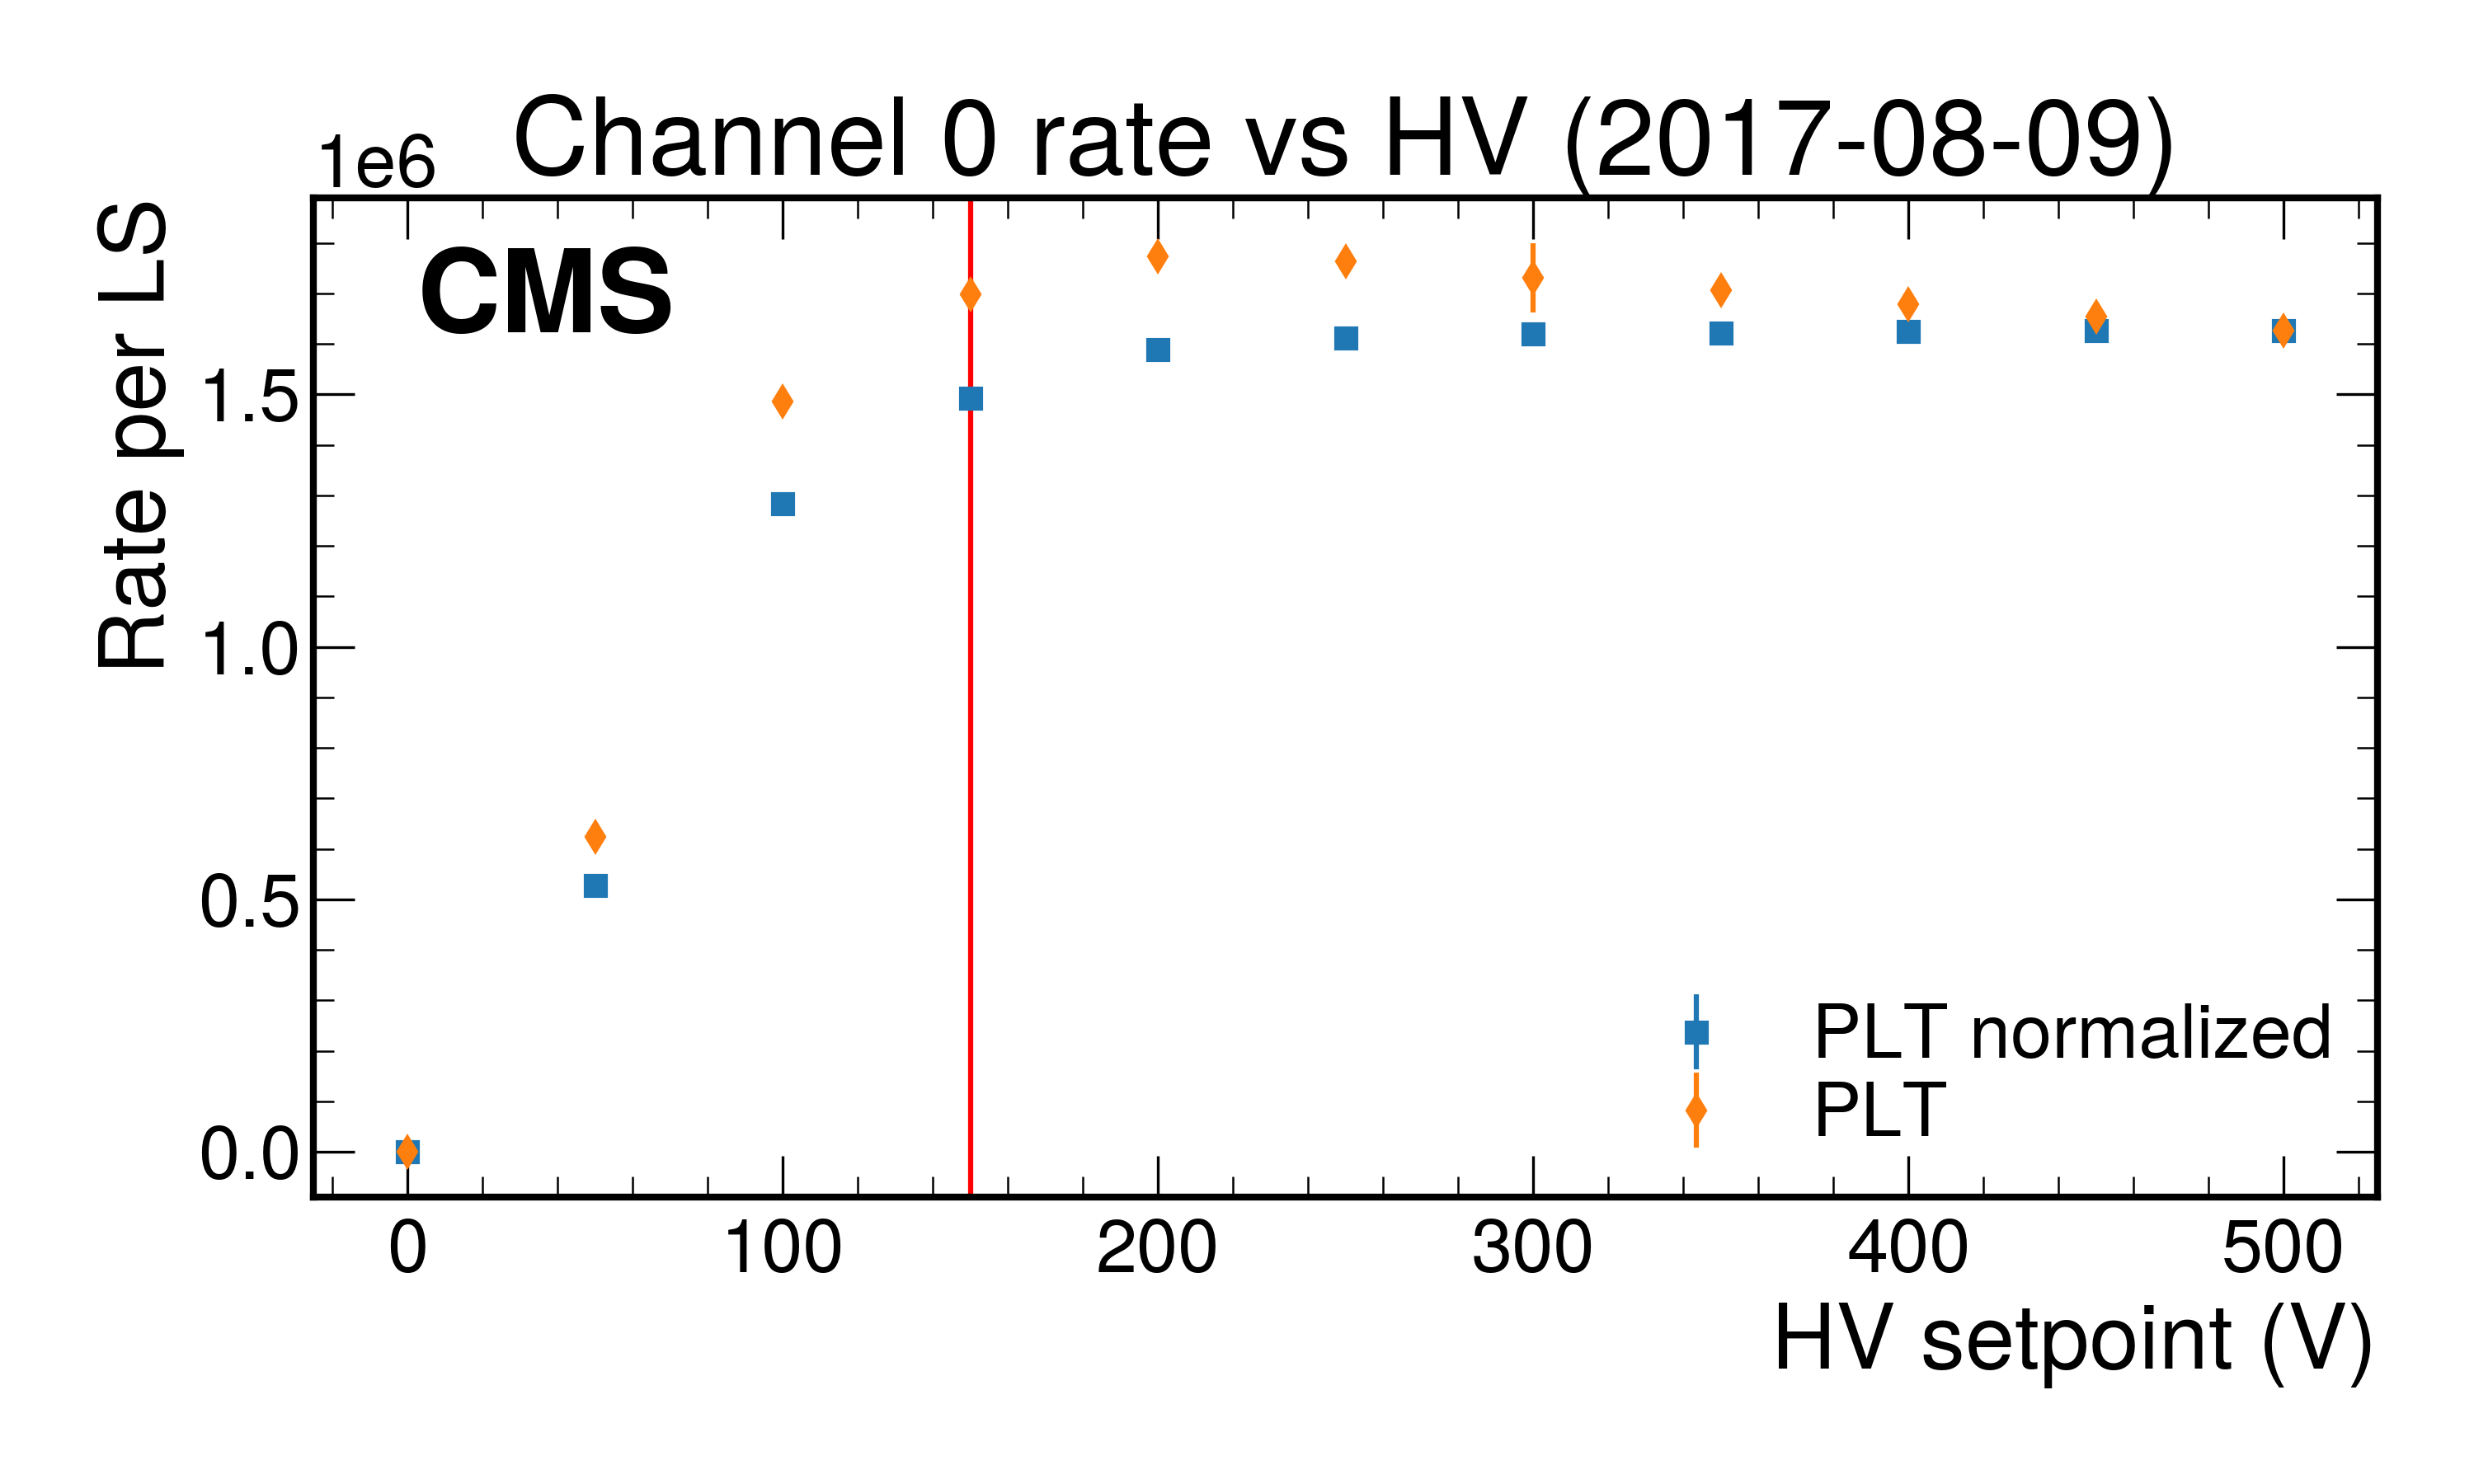 Channel 0 rate vs HV (2017-08-09)
1e6
CMS
Rate per LS
1.5
1.0
0.5
0.0
PLT normalized
PLT
0 100 200 300 400 500
HV setpoint (V)